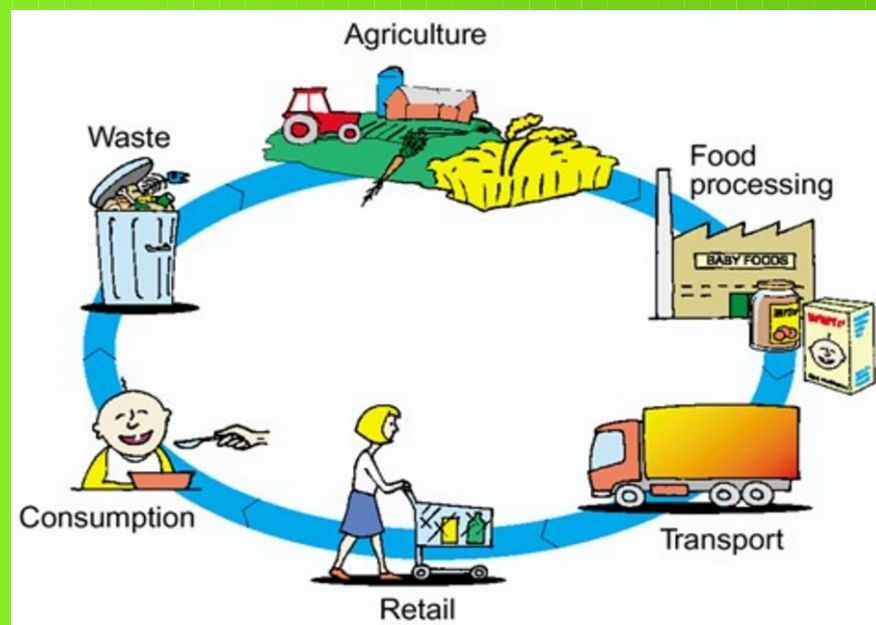 Agriculture
Waste
Food
processing
BABY FOODS
Consumption
Transport
Retail